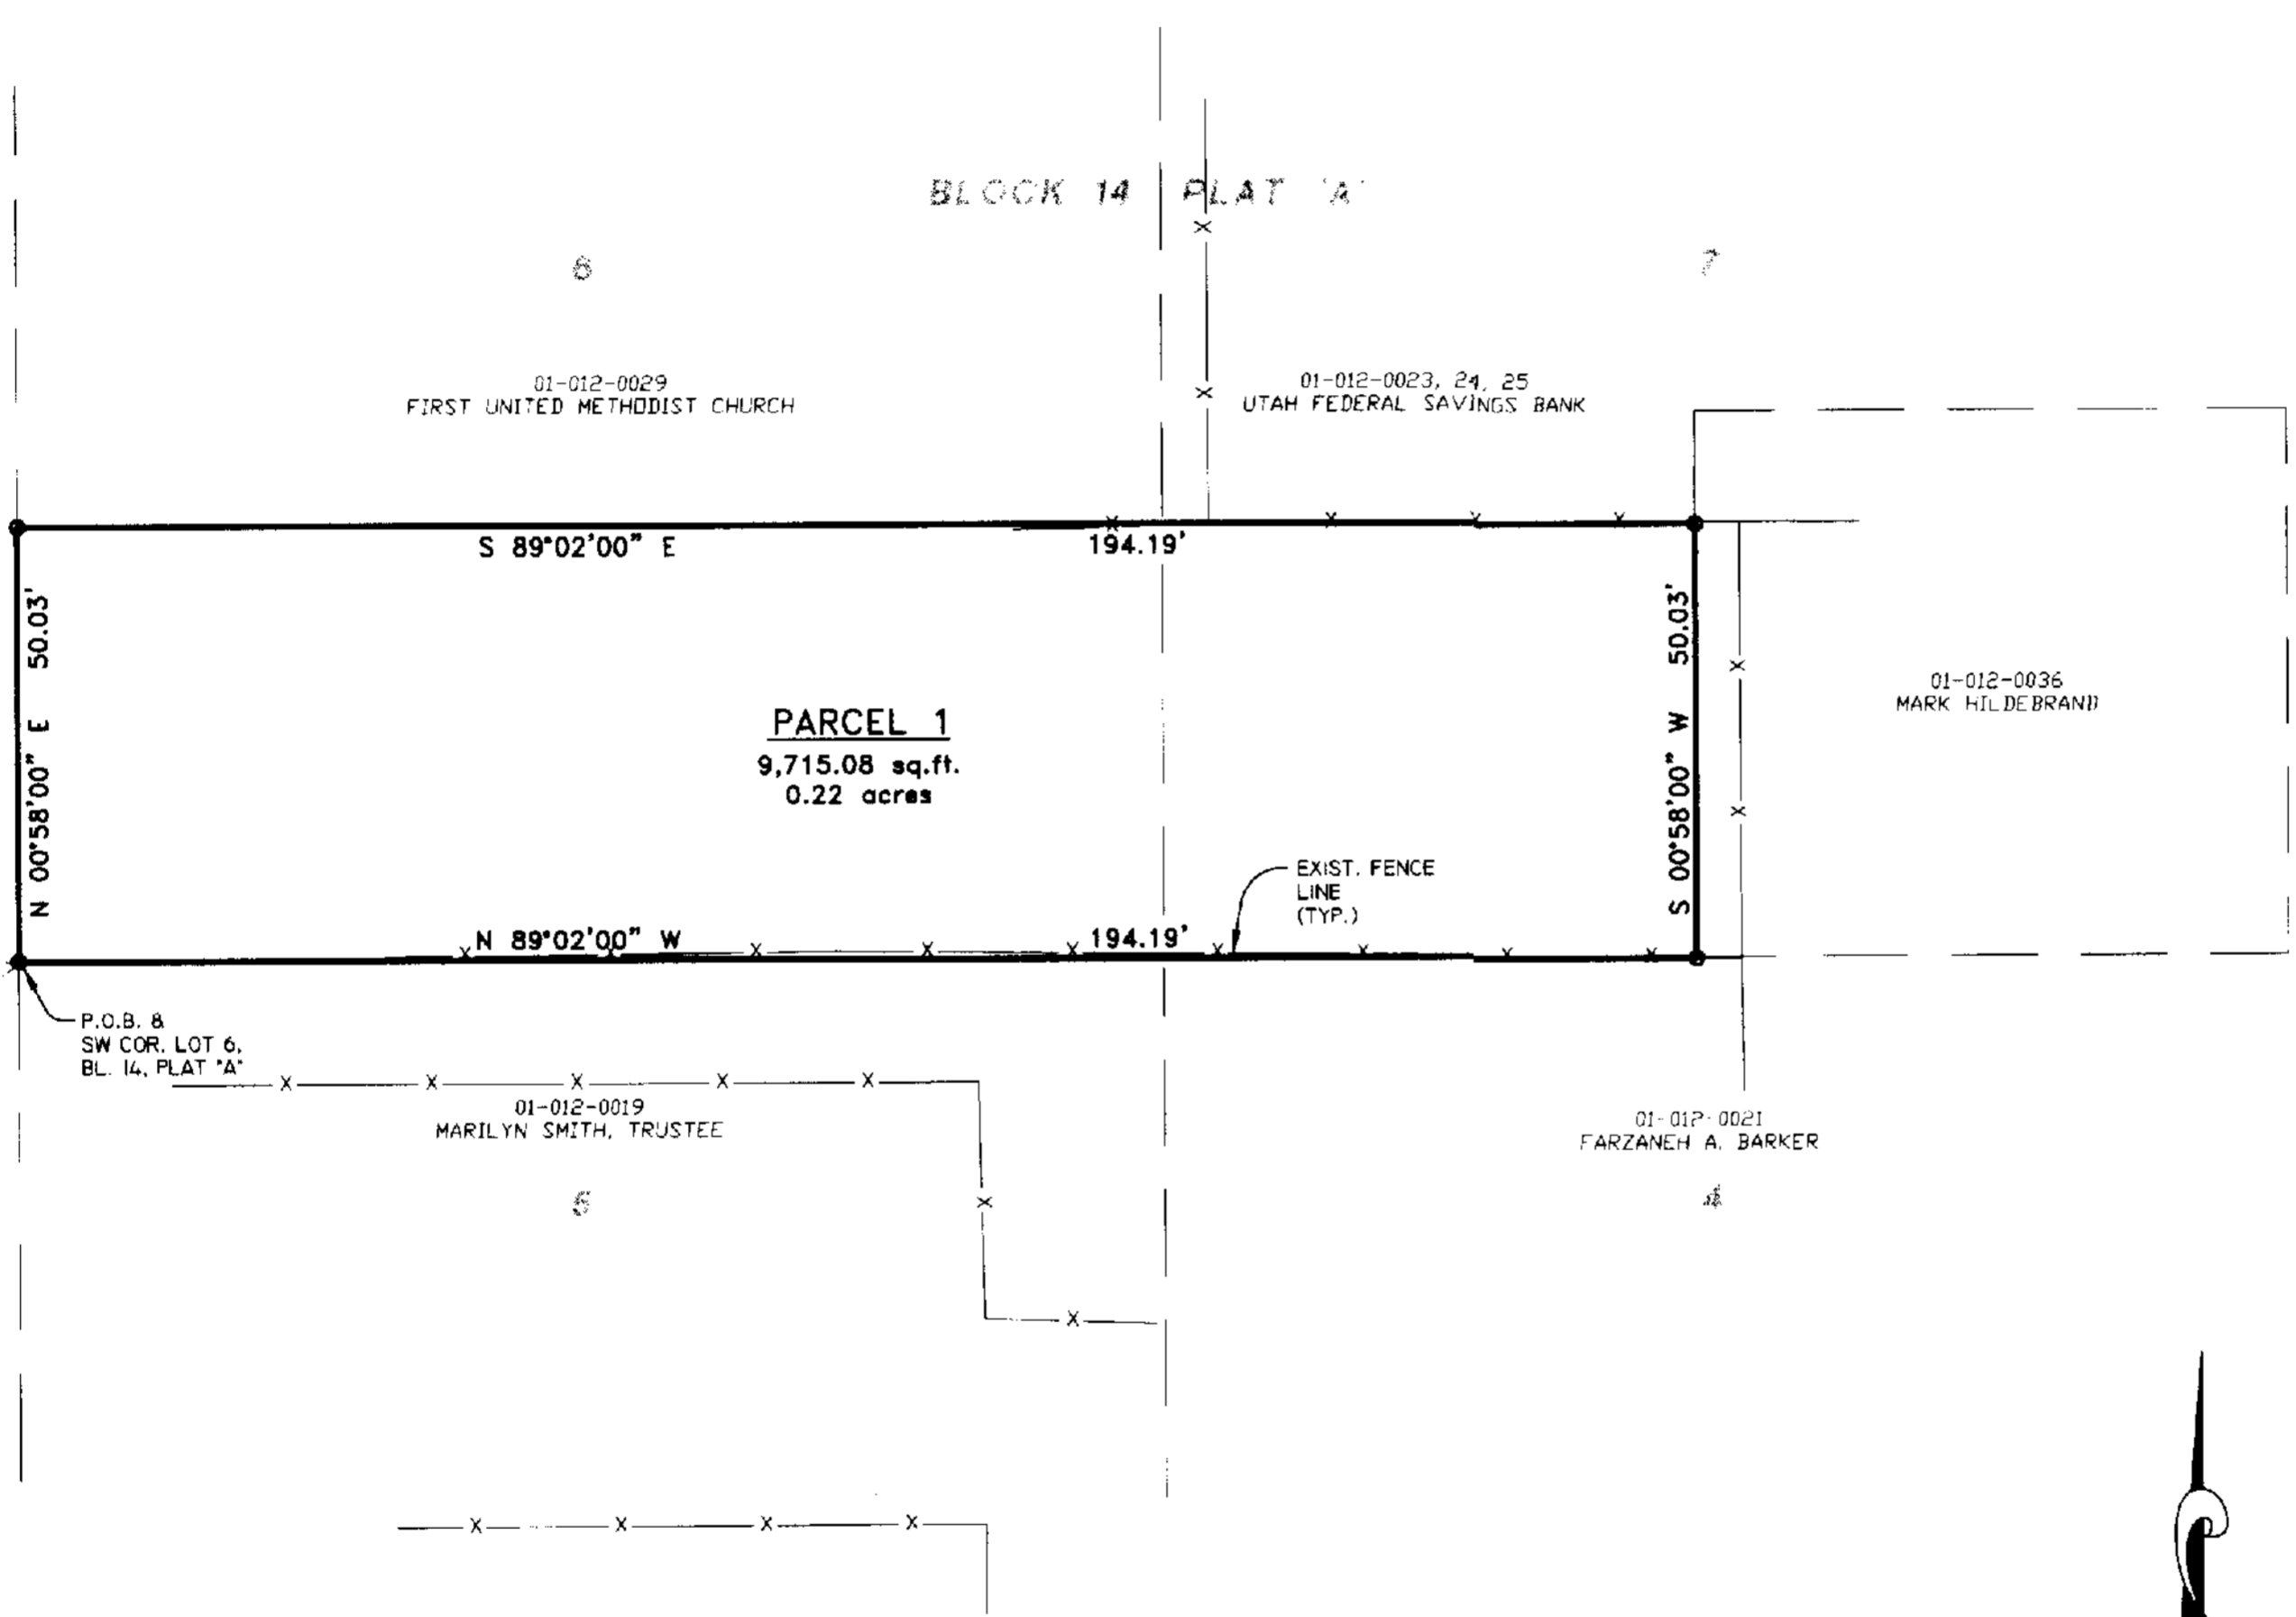 BLOCK 14 PLAT 'A'
6
7
01-012-0029
FIRST UNITED METHODIST CHURCH
01-012-0023, 24, 25
UTAH FEDERAL SAVINGS BANK
S 89°02'00" E
194.19'
N 00°58'00" E 50.03'
S 00°58'00" W 50.03'
01-012-0036
MARK HILDEBRAND
PARCEL 1
9,715.08 sq.ft.
0.22 acres
EXIST. FENCE
LINE
(TYP.)
N 89°02'00" W
194.19'
P.O.B. &
SW COR. LOT 6,
BL. 14, PLAT "A"
01-012-0019
MARILYN SMITH, TRUSTEE
01-012-0021
FARZANEH A. BARKER
5
4